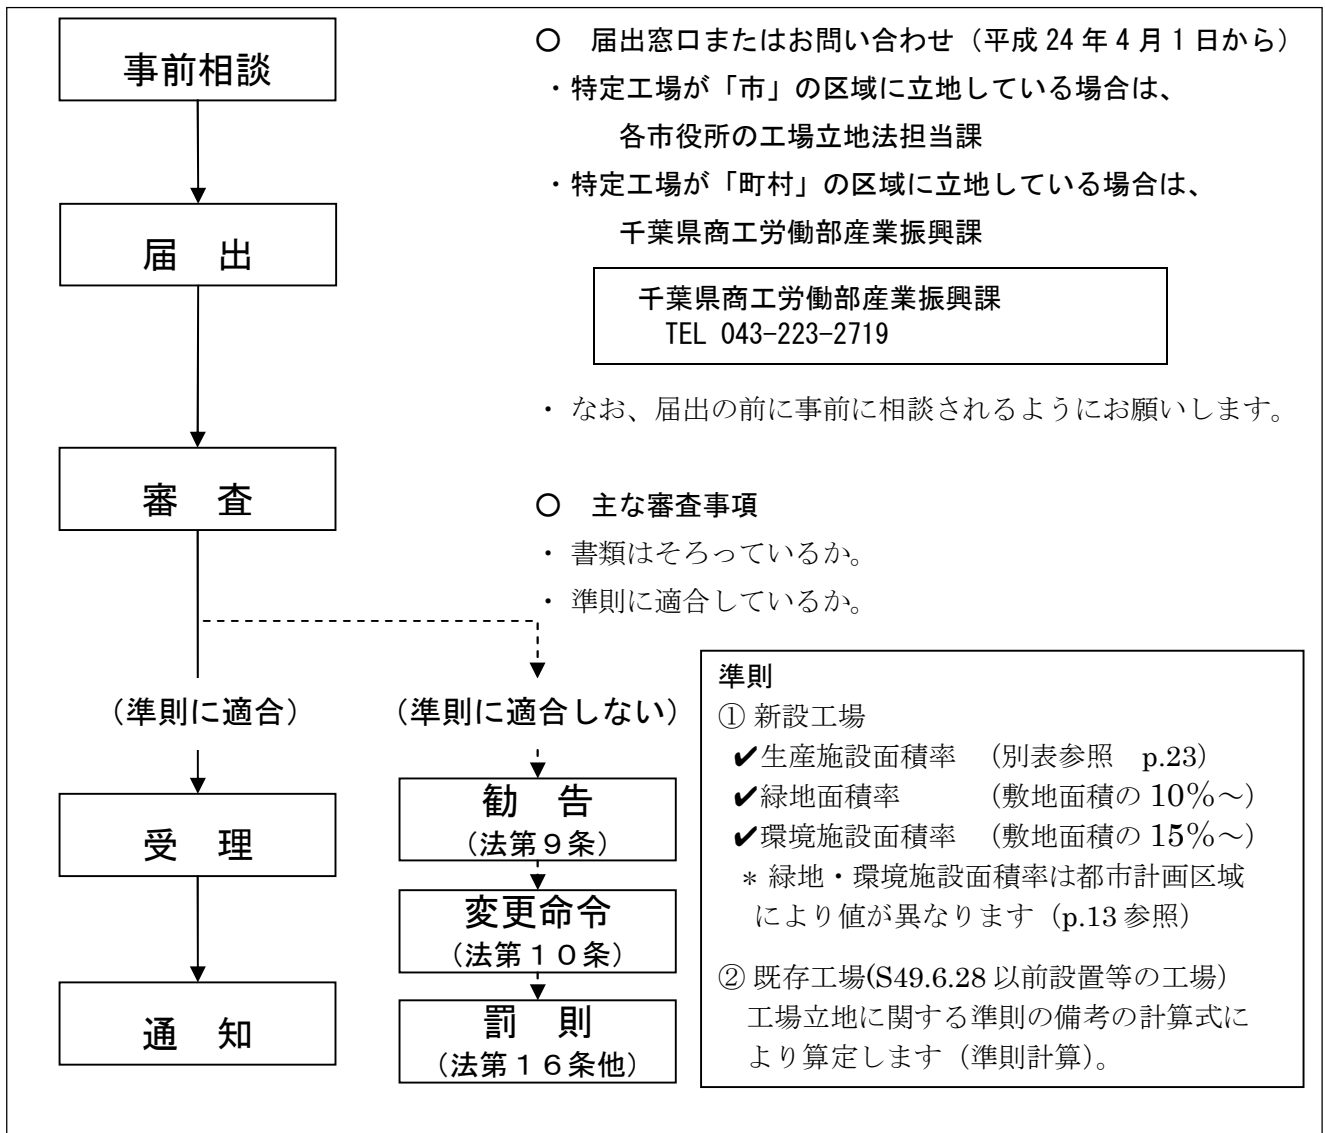 事前相談
届　出
審　査
○　届出窓口またはお問い合わせ（平成 24 年 4 月 1 日から）
・特定工場が「市」の区域に立地している場合は、
各市役所の工場立地法担当課
・特定工場が「町村」の区域に立地している場合は、
千葉県商工労働部産業振興課
千葉県商工労働部産業振興課
TEL 043-223-2719
・ なお、届出の前に事前に相談されるようにお願いします。
○　主な審査事項
・ 書類はそろっているか。
・ 準則に適合しているか。
（準則に適合）
受　理
通　知
（準則に適合しない）
勧　告
（法第９条）
変更命令
（法第１０条）
罰　則
（法第１６条他）
準則
① 新設工場
✔生産施設面積率　（別表参照　p.23）
✔緑地面積率　　　（敷地面積の 10％～）
✔環境施設面積率　（敷地面積の 15％～）
＊ 緑地・環境施設面積率は都市計画区域
により値が異なります（p.13 参照）
② 既存工場(S49.6.28 以前設置等の工場）
工場立地に関する準則の備考の計算式に
より算定します（準則計算）。